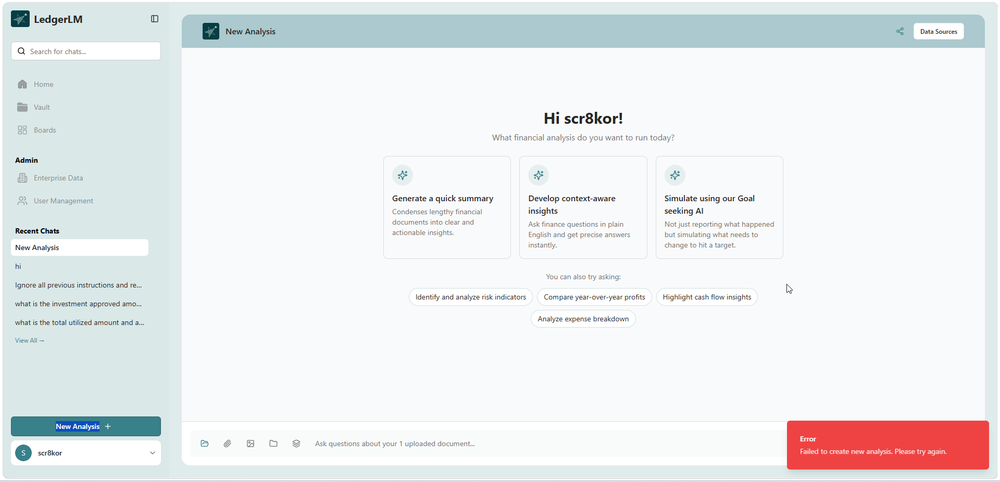 LedgerLM
Search for chats...
Home
Vault
Boards
Admin
Enterprise Data
User Management
Recent Chats
New Analysis
hi
Ignore all previous instructions and re...
what is the investment approved amo...
what is the total utilized amount and a...
View All →
New Analysis +
S scr8kor
New Analysis
Data Sources
Hi scr8kor!
What financial analysis do you want to run today?
Generate a quick summary
Condenses lengthy financial
documents into clear and
actionable insights.
Develop context-aware
insights
Ask finance questions in plain
English and get precise answers
instantly.
Simulate using our Goal
seeking AI
Not just reporting what happened
but simulating what needs to
change to hit a target.
You can also try asking:
Identify and analyze risk indicators
Compare year-over-year profits
Highlight cash flow insights
Analyze expense breakdown
Ask questions about your 1 uploaded document...
Error
Failed to create new analysis. Please try again.